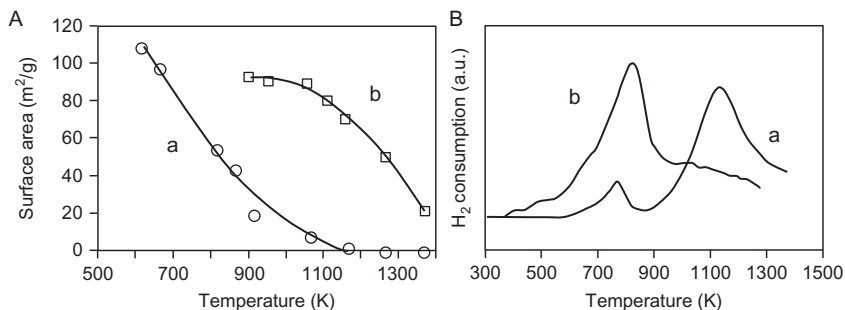 A
120
100
80
60
40
20
0
Surface area (m²/g)
a
b
500
700
900
1100
1300
Temperature (K)
B
H₂ consumption (a.u.)
b
a
300
500
700
900
1100
1300
1500
Temperature (K)